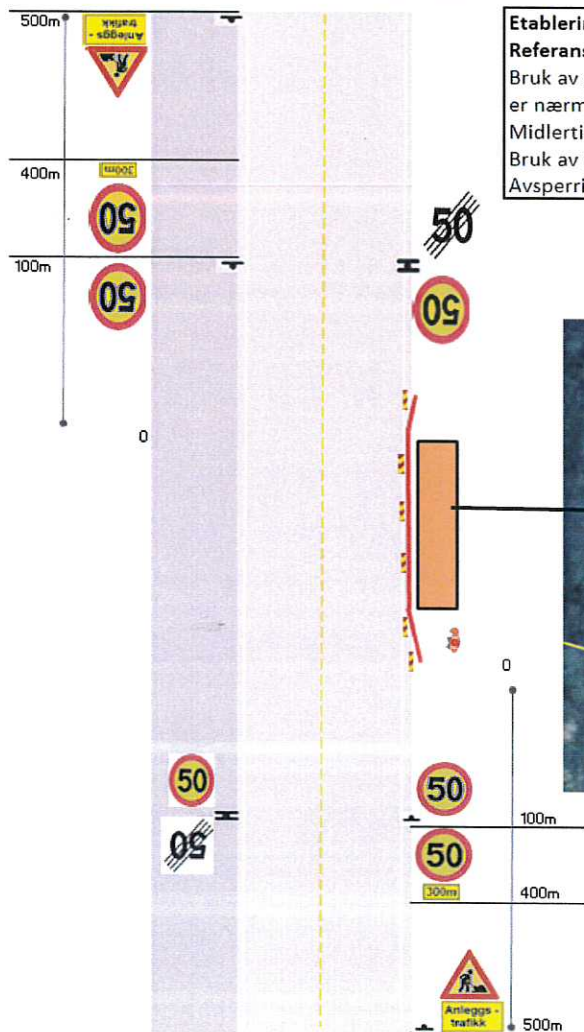 500m
Anleggs -
trafikk
400m
300m
50
100m
50
0
50
50
Etablerin
Referans
Bruk av
er nærm
Midlerti
Bruk av
Avsperri
0
50
50
50
100m
50
300m
400m
Anleggs -
trafikk
500m